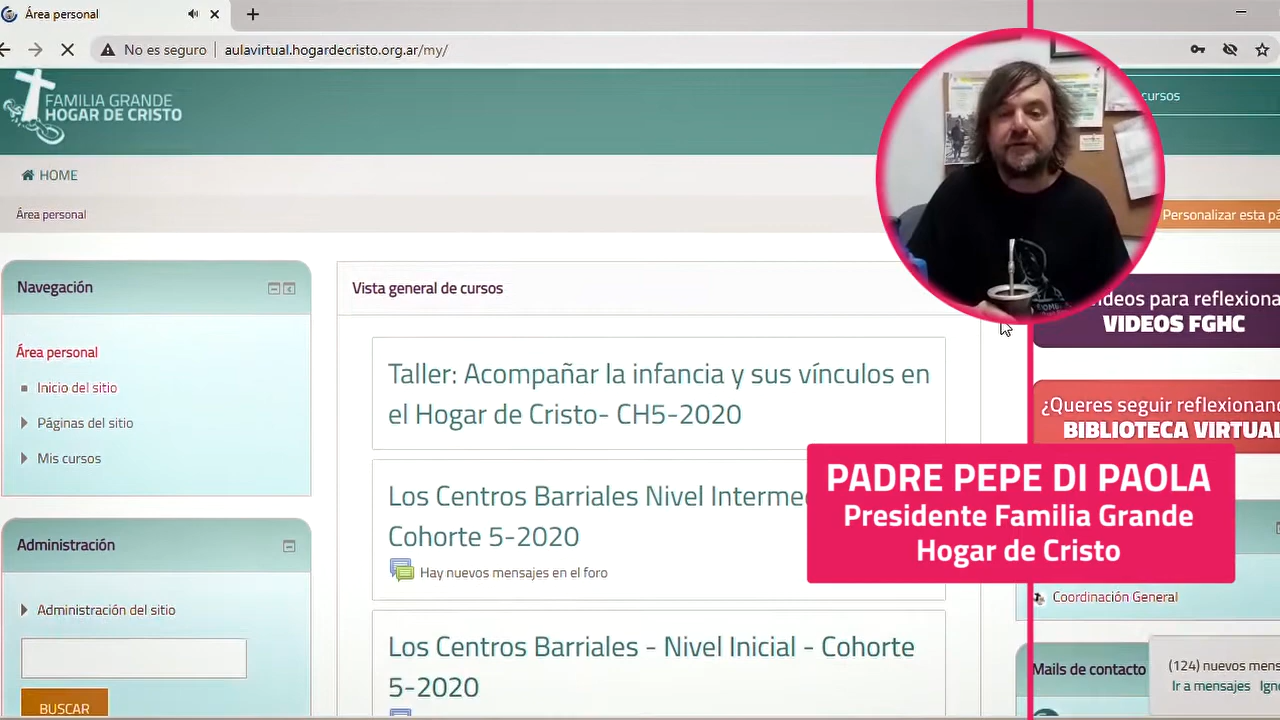 Área personal
No es seguro
aulavirtual.hogardecristo.org.ar/my/
FAMILIA GRANDE
HOGAR DE CRISTO
cursos
HOME
Área personal
Personalizar esta pá
Navegación
Área personal
Inicio del sitio
Páginas del sitio
Mis cursos
Administración
Administración del sitio
BUSCAR
Vista general de cursos
Taller: Acompañar la infancia y sus vínculos en
el Hogar de Cristo- CH5-2020
Los Centros Barriales Nivel Interme
Cohorte 5-2020
Hay nuevos mensajes en el foro
Los Centros Barriales - Nivel Inicial - Cohorte
5-2020
ideos para reflexiona
VIDEOS FGHC
¿Queres seguir reflexionand
BIBLIOTECA VIRTUAL
PADRE PEPE DI PAOLA
Presidente Familia Grande
Hogar de Cristo
Coordinación General
Mails de contacto
(124) nuevos mens
Ir a mensajes Igno